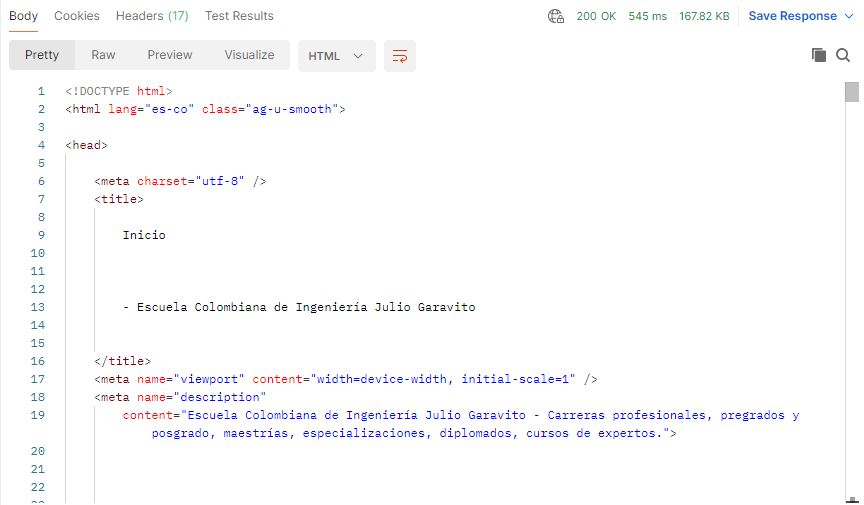 Body Cookies Headers (17) Test Results 200 OK 545 ms 167.82 KB Save Response
Pretty Raw Preview Visualize HTML
1 <!DOCTYPE html>
2 <html lang="es-co" class="ag-u-smooth">
3
4 <head>
5
6 <meta charset="utf-8" />
7 <title>
8
9 Inicio
10
11
12
13 - Escuela Colombiana de Ingeniería Julio Garavito
14
15
16 </title>
17 <meta name="viewport" content="width=device-width, initial-scale=1" />
18 <meta name="description"
19 content="Escuela Colombiana de Ingeniería Julio Garavito - Carreras profesionales, pregrados y
posgrado, maestrías, especializaciones, diplomados, cursos de expertos.">
20
21
22